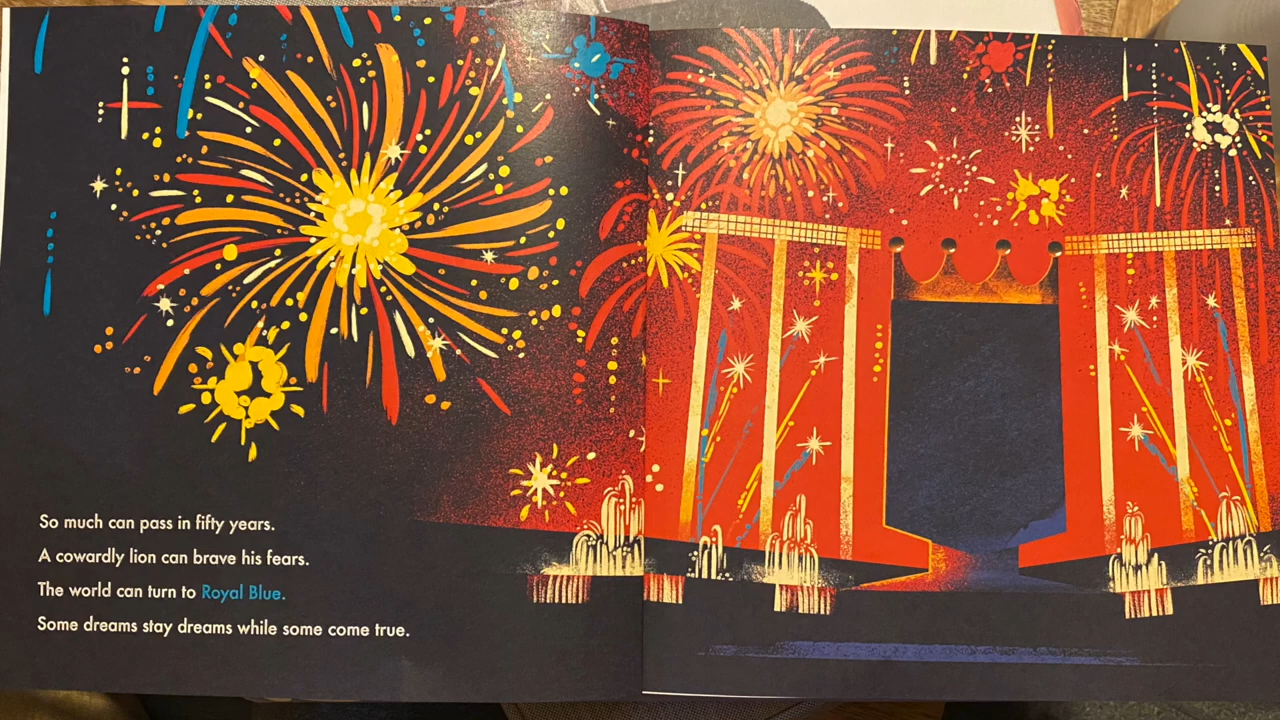 So much can pass in fifty years.
A cowardly lion can brave his fears.
The world can turn to Royal Blue.
Some dreams stay dreams while some come true.